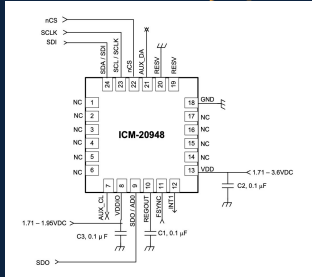 nCS
SCLK
SDI
SDA / SDI
SCL / SCLK
nCS
AUX_DA
RESV
RESV
24 23 22 21 20 19
NC 1
NC 2
NC 3
NC 4
NC 5
NC 6
ICM-20948
18 GND
17 NC
16 NC
15 NC
14 NC
13 VDD
1.71 – 3.6VDC
C2, 0.1 µF
7 8 9 10 11 12
AUX_CL
VDDIO
SDO / AD0
REGOUT
FSYNC
INT1
1.71 – 1.95VDC
C3, 0.1 µF
C1, 0.1 µF
SDO